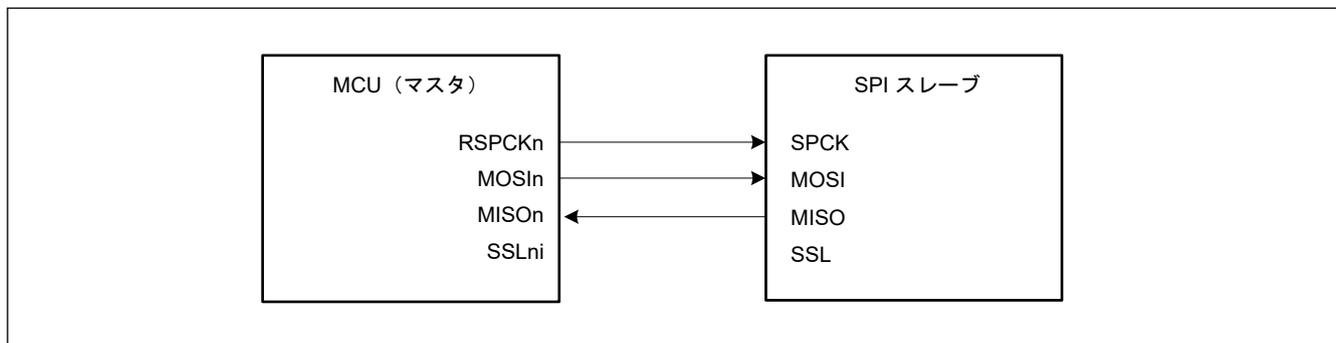 MCU（マスタ）
RSPCKn
MOSIn
MISOn
SSLni
SPI スレーブ
SPCK
MOSI
MISO
SSL